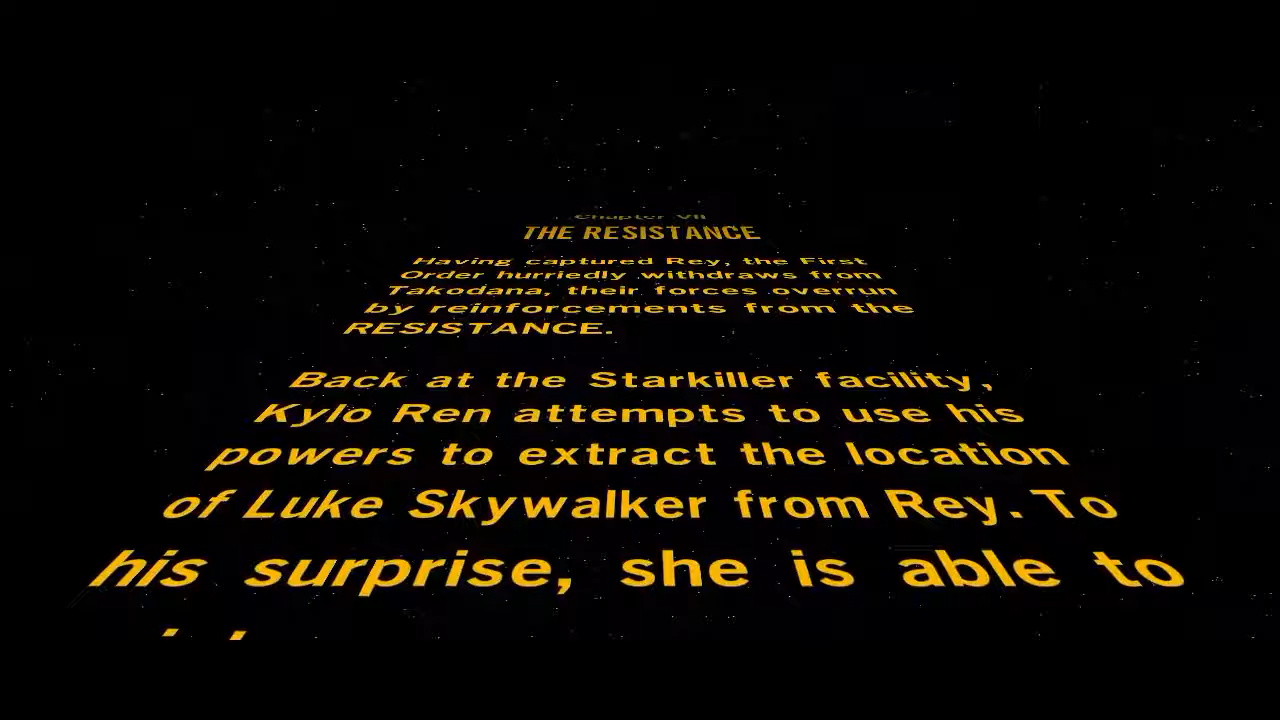 Chapter VII
THE RESISTANCE
Having captured Rey, the First
Order hurriedly withdraws from
Takodana, their forces overrun
by reinforcements from the
RESISTANCE.
Back at the Starkiller facility,
Kylo Ren attempts to use his
powers to extract the location
of Luke Skywalker from Rey. To
his surprise, she is able to